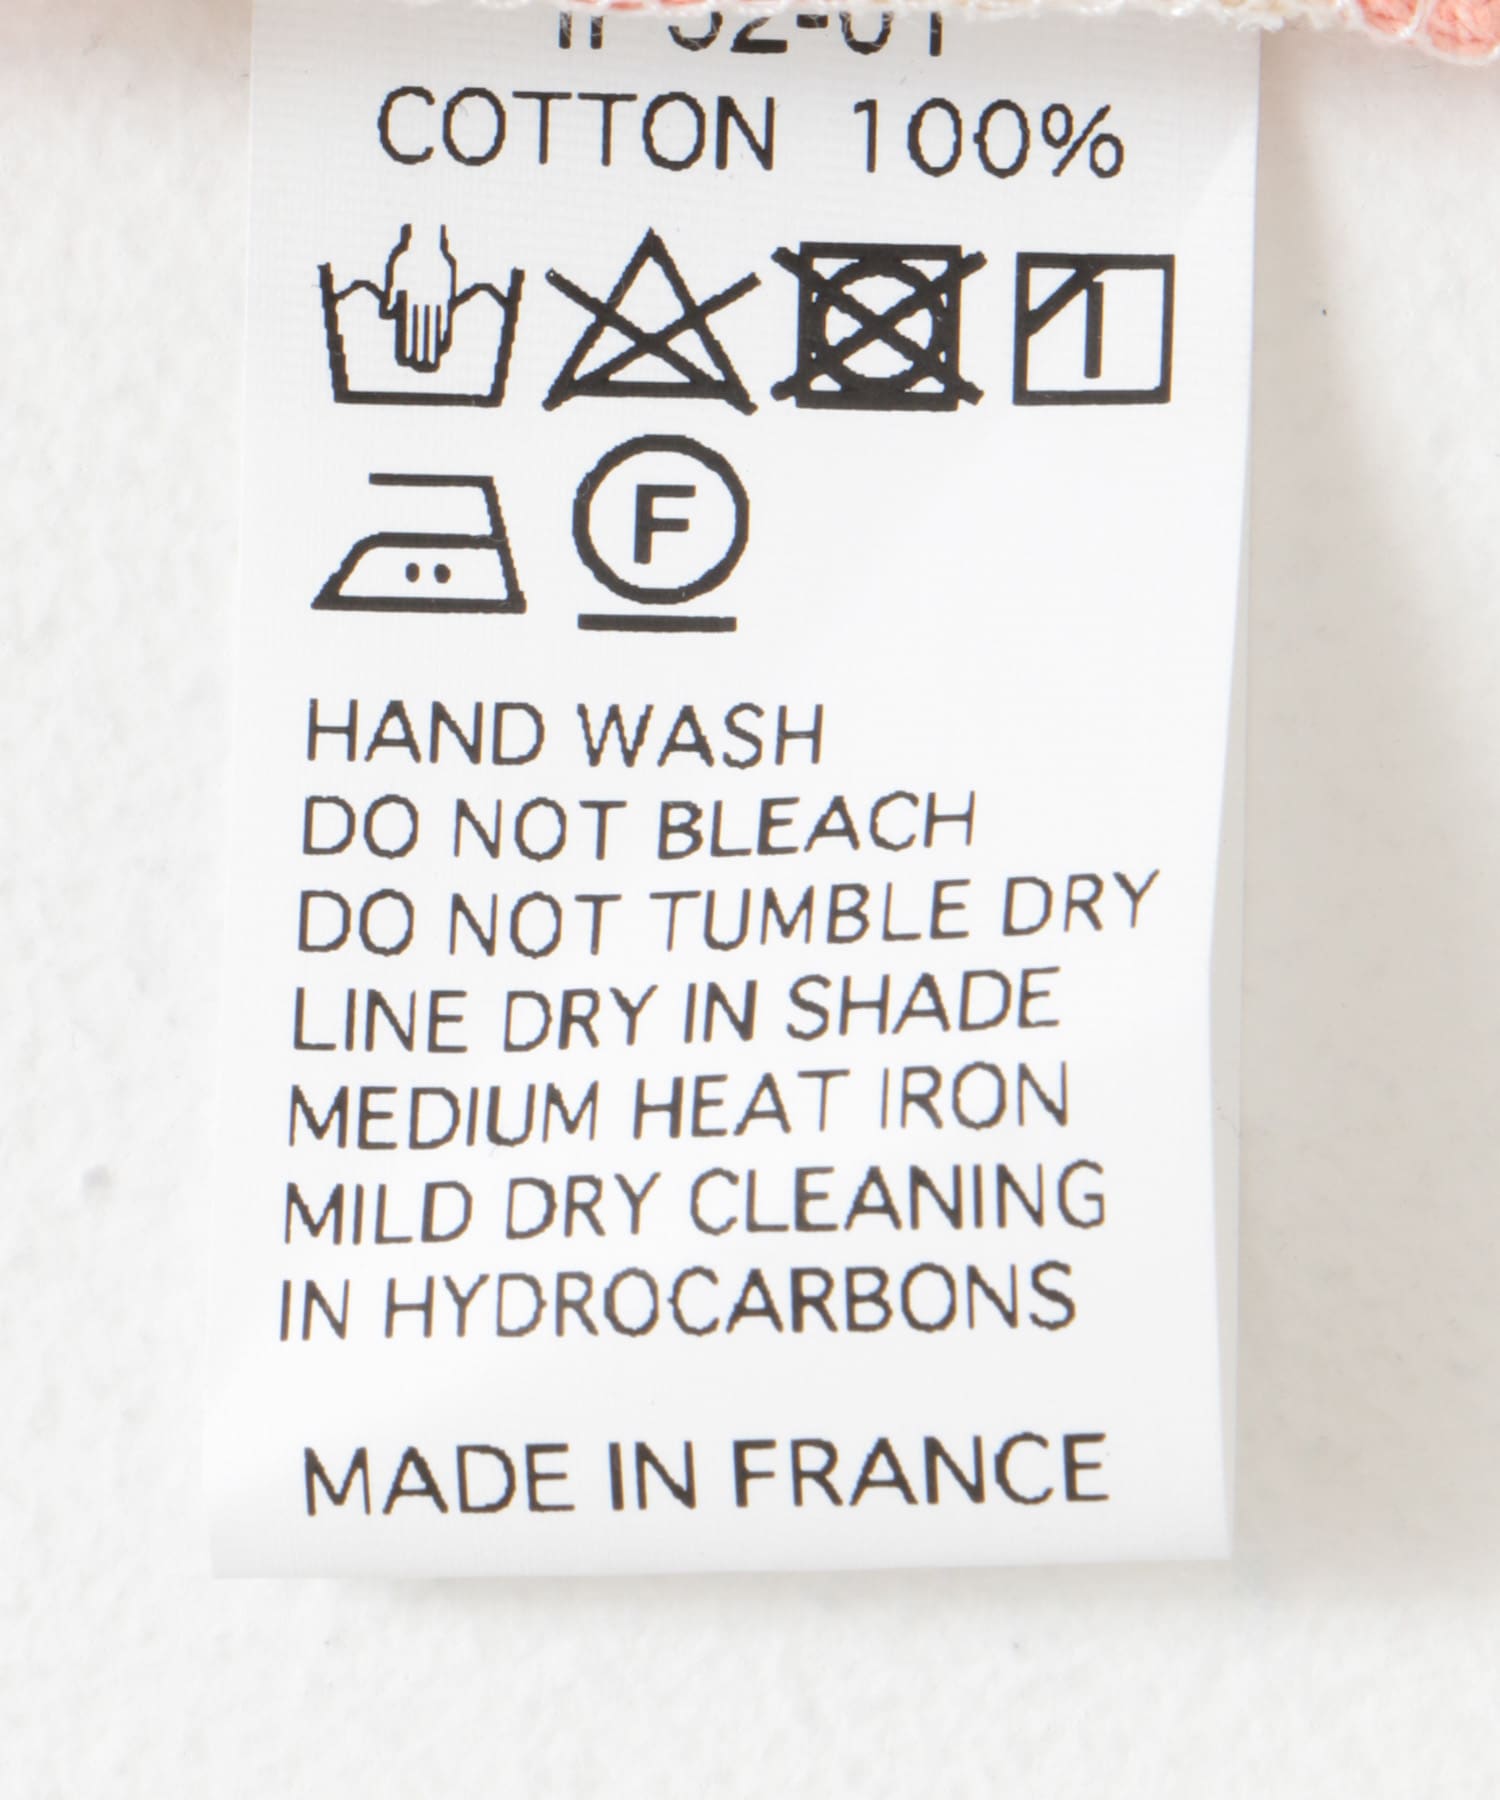 COTTON 100%
F
HAND WASH
DO NOT BLEACH
DO NOT TUMBLE DRY
LINE DRY IN SHADE
MEDIUM HEAT IRON
MILD DRY CLEANING
IN HYDROCARBONS
MADE IN FRANCE